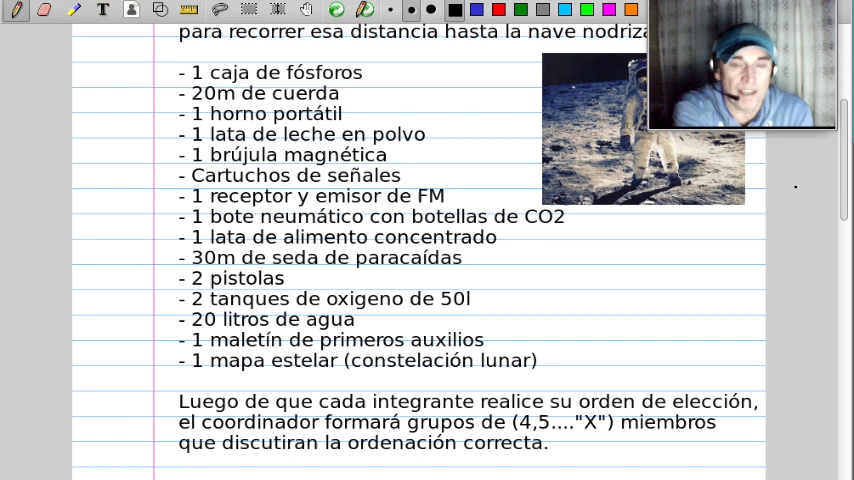 para recorrer esa distancia hasta la nave nodriza
- 1 caja de fósforos
- 20m de cuerda
- 1 horno portátil
- 1 lata de leche en polvo
- 1 brújula magnética
- Cartuchos de señales
- 1 receptor y emisor de FM
- 1 bote neumático con botellas de CO2
- 1 lata de alimento concentrado
- 30m de seda de paracaídas
- 2 pistolas
- 2 tanques de oxigeno de 50l
- 20 litros de agua
- 1 maletín de primeros auxilios
- 1 mapa estelar (constelación lunar)
Luego de que cada integrante realice su orden de elección,
el coordinador formará grupos de (4,5...."X") miembros
que discutiran la ordenación correcta.